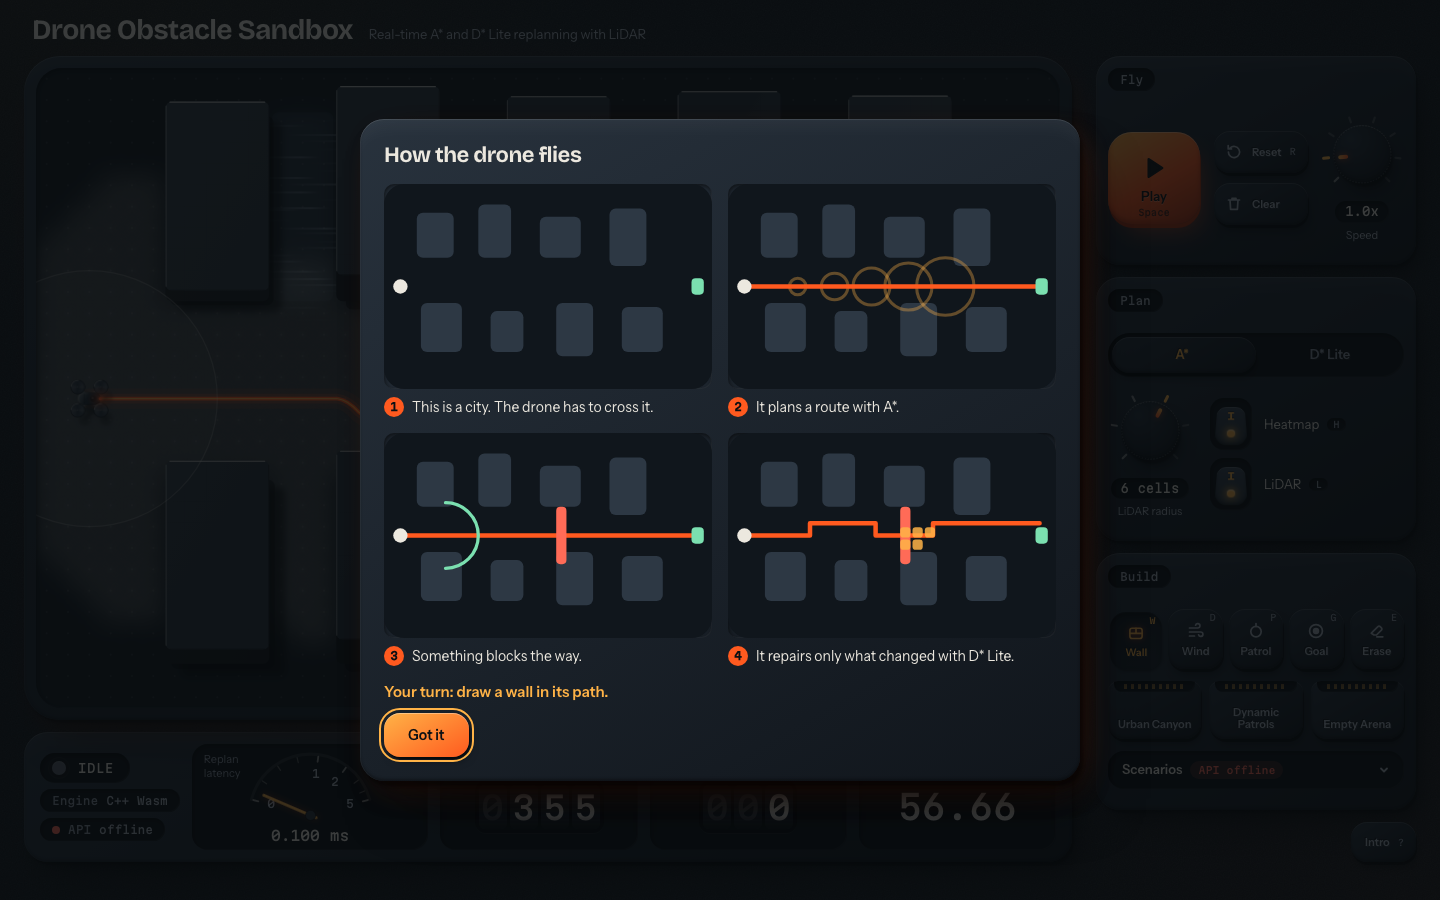 Drone Obstacle Sandbox Real-time A* and D* Lite replanning with LiDAR
Fly
Play
Space
Reset R
Clear
1.0x
Speed
How the drone flies
1 This is a city. The drone has to cross it.
2 It plans a route with A*.
3 Something blocks the way.
4 It repairs only what changed with D* Lite.
Your turn: draw a wall in its path.
Got it
Plan
A* D* Lite
Heatmap H
LiDAR L
6 cells
LiDAR radius
Build
Wall W
Wind D
Patrol P
Goal G
Erase E
Urban Canyon
Dynamic
Patrols
Empty Arena
Scenarios API offline
IDLE
Engine C++ Wasm
API offline
Replan
latency
0 1 2 5
0.100 ms
0355
000
56.66
Intro ?